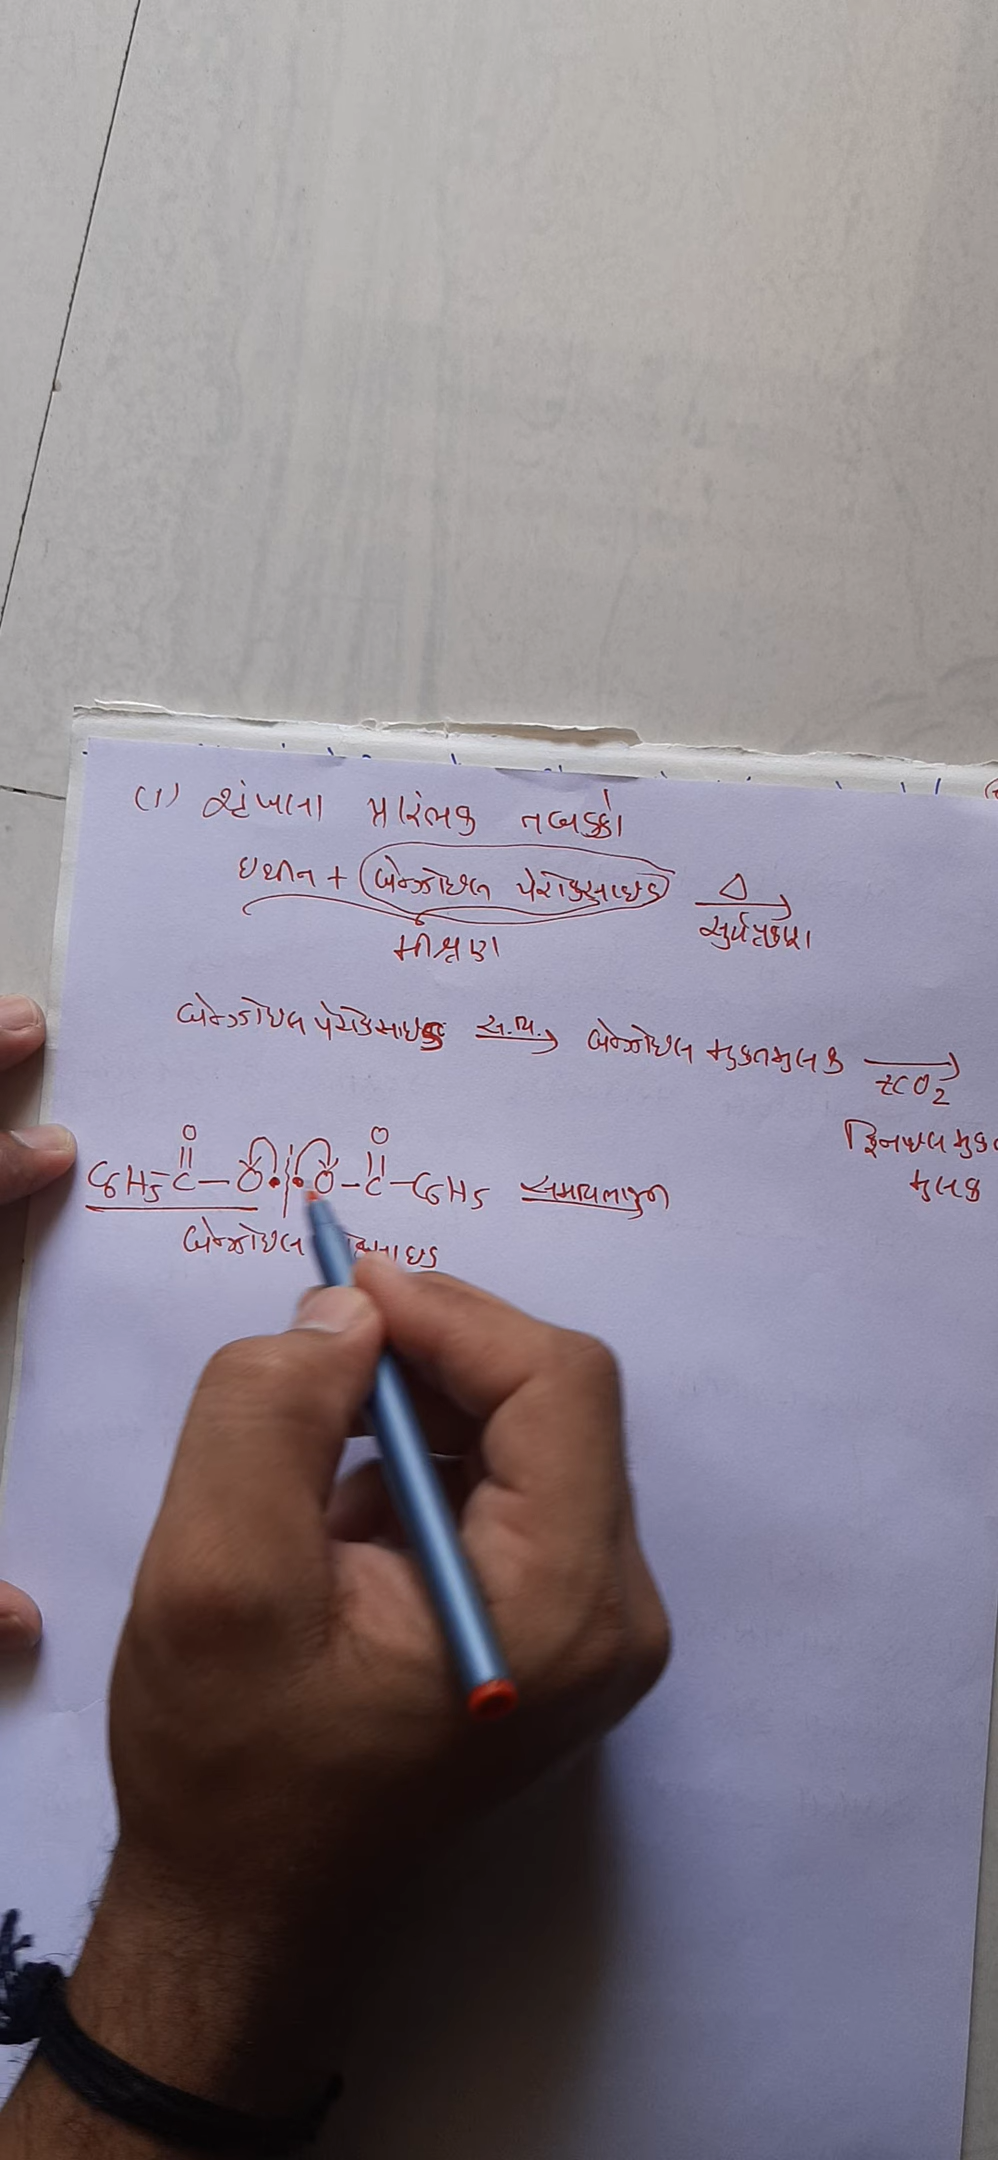 (1) શૃંખલા પ્રારંભક તબક્કો
ઇથીન + બેન્ઝોઇલ પેરોક્સાઇડ Δ →
સુર્યપ્રકાશ
મીશ્રણ
બેન્ઝોઇલ પેરોક્સાઇડ સ.વિ. → બેન્ઝોઇલ મુક્તમુલક →
CO2
ફિનાઇલ મુક્ત
મુલક
O O
C6H5–C–O• •O–C–C6H5 સમવિભાજન
બેન્ઝોઇલ